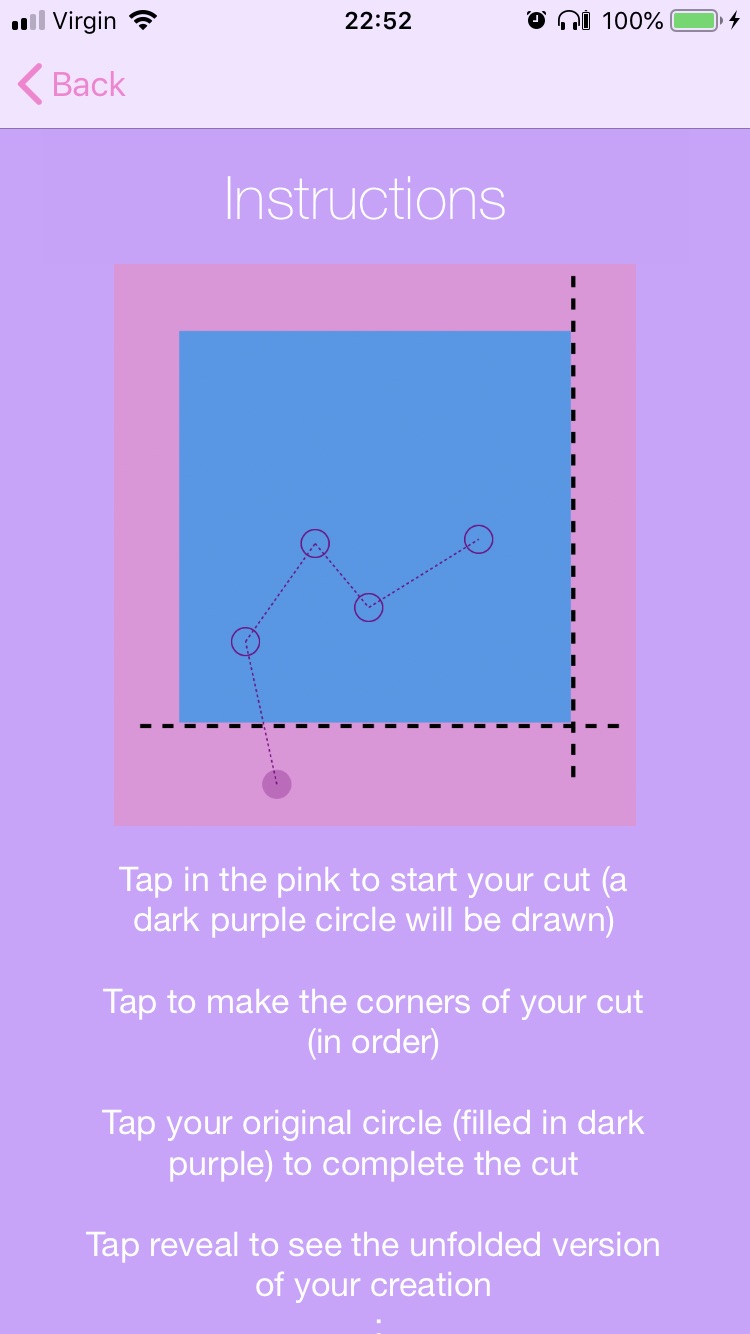 Virgin 22:52 100%
Back
Instructions
Tap in the pink to start your cut (a
dark purple circle will be drawn)
Tap to make the corners of your cut
(in order)
Tap your original circle (filled in dark
purple) to complete the cut
Tap reveal to see the unfolded version
of your creation